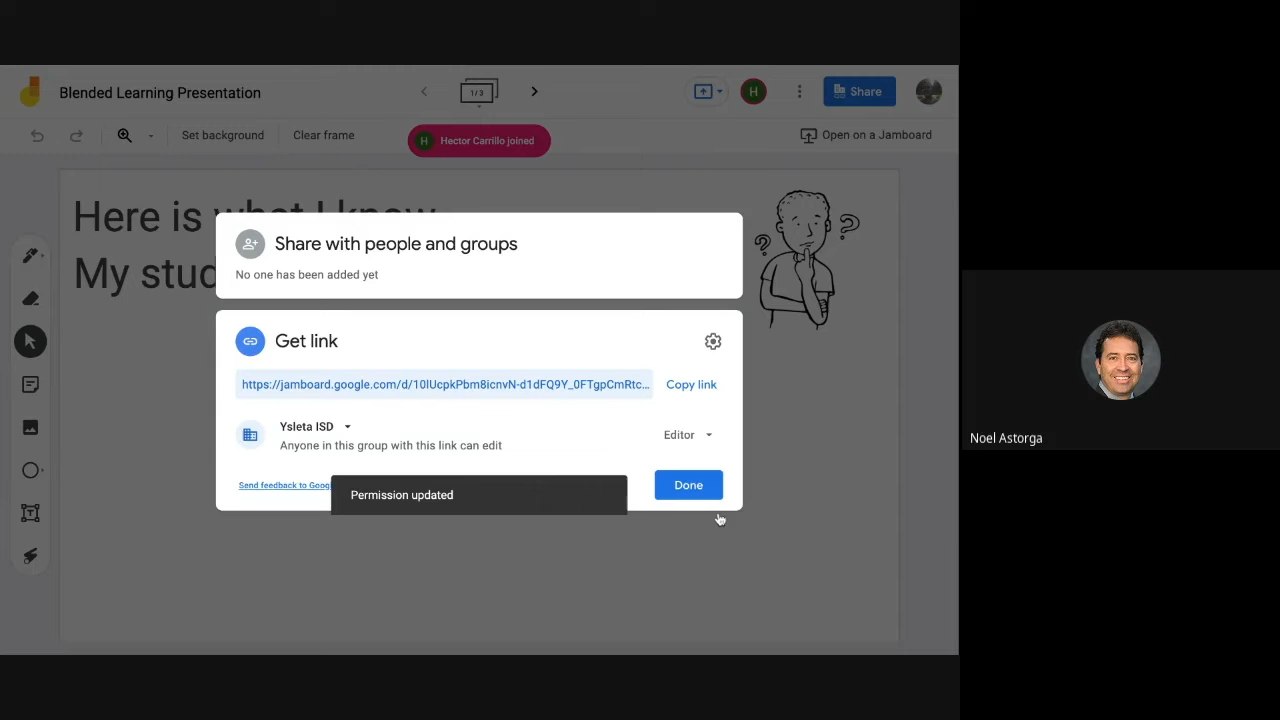 Blended Learning Presentation
1/3
H
Share
Set background
Clear frame
H Hector Carrillo joined
Open on a Jamboard
Here is what I know
My stud
? ?
Share with people and groups
No one has been added yet
Get link
https://jamboard.google.com/d/10lUcpkPbm8icnvN-d1dFQ9Y_0FTgpCmRtc...
Copy link
Ysleta ISD
Anyone in this group with this link can edit
Editor
Send feedback to Goog
Permission updated
Done
Noel Astorga